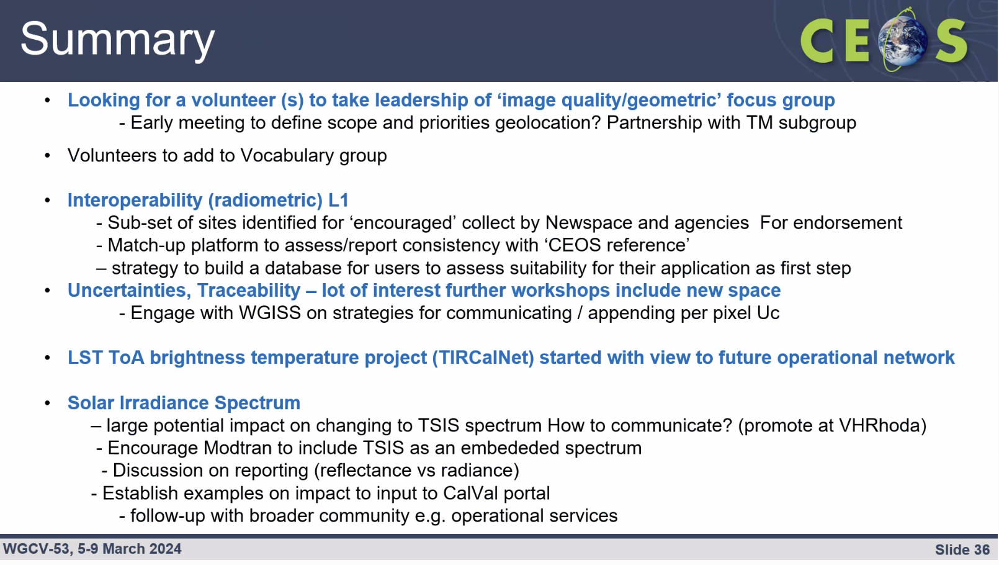 Summary
CEOS
• Looking for a volunteer (s) to take leadership of ‘image quality/geometric’ focus group
- Early meeting to define scope and priorities geolocation? Partnership with TM subgroup
• Volunteers to add to Vocabulary group
• Interoperability (radiometric) L1
- Sub-set of sites identified for ‘encouraged’ collect by Newspace and agencies For endorsement
- Match-up platform to assess/report consistency with ‘CEOS reference’
– strategy to build a database for users to assess suitability for their application as first step
• Uncertainties, Traceability – lot of interest further workshops include new space
- Engage with WGISS on strategies for communicating / appending per pixel Uc
• LST ToA brightness temperature project (TIRCalNet) started with view to future operational network
• Solar Irradiance Spectrum
– large potential impact on changing to TSIS spectrum How to communicate? (promote at VHRhoda)
- Encourage Modtran to include TSIS as an embededed spectrum
- Discussion on reporting (reflectance vs radiance)
- Establish examples on impact to input to CalVal portal
- follow-up with broader community e.g. operational services
WGCV-53, 5-9 March 2024
Slide 36